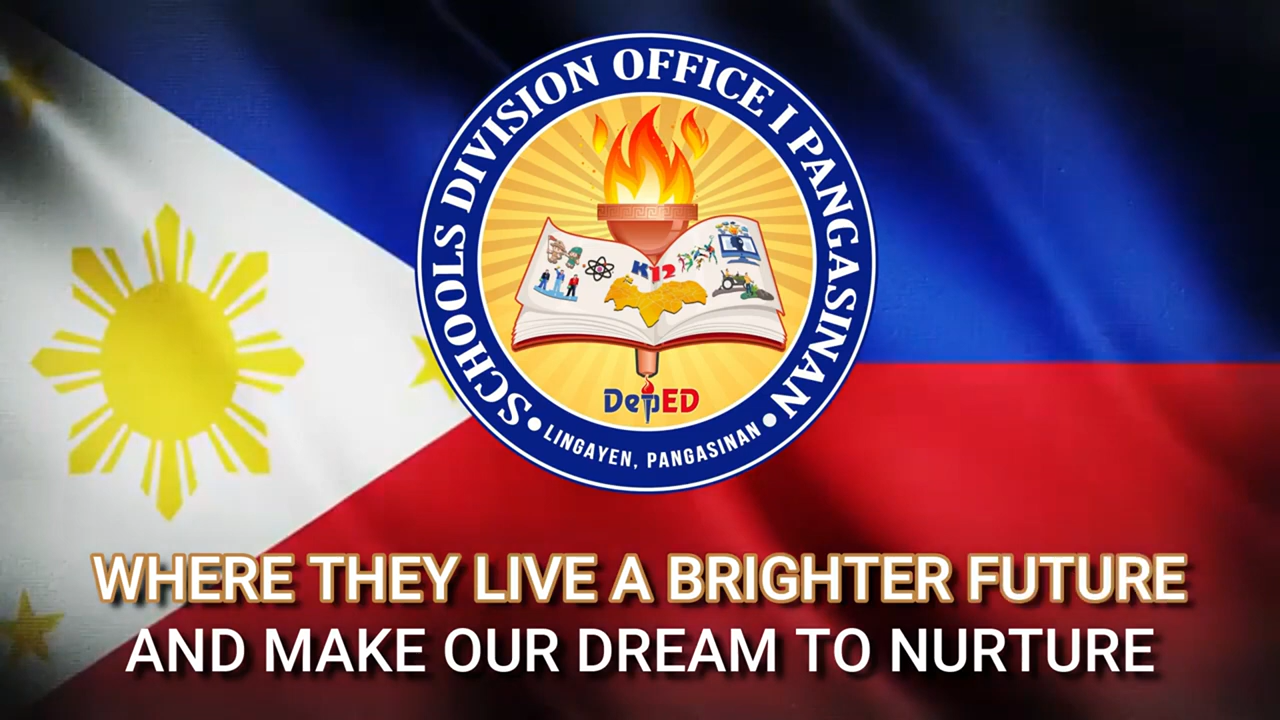 SCHOOLS DIVISION OFFICE I PANGASINAN
K12
DepED
• LINGAYEN, PANGASINAN •
WHERE THEY LIVE A BRIGHTER FUTURE
AND MAKE OUR DREAM TO NURTURE